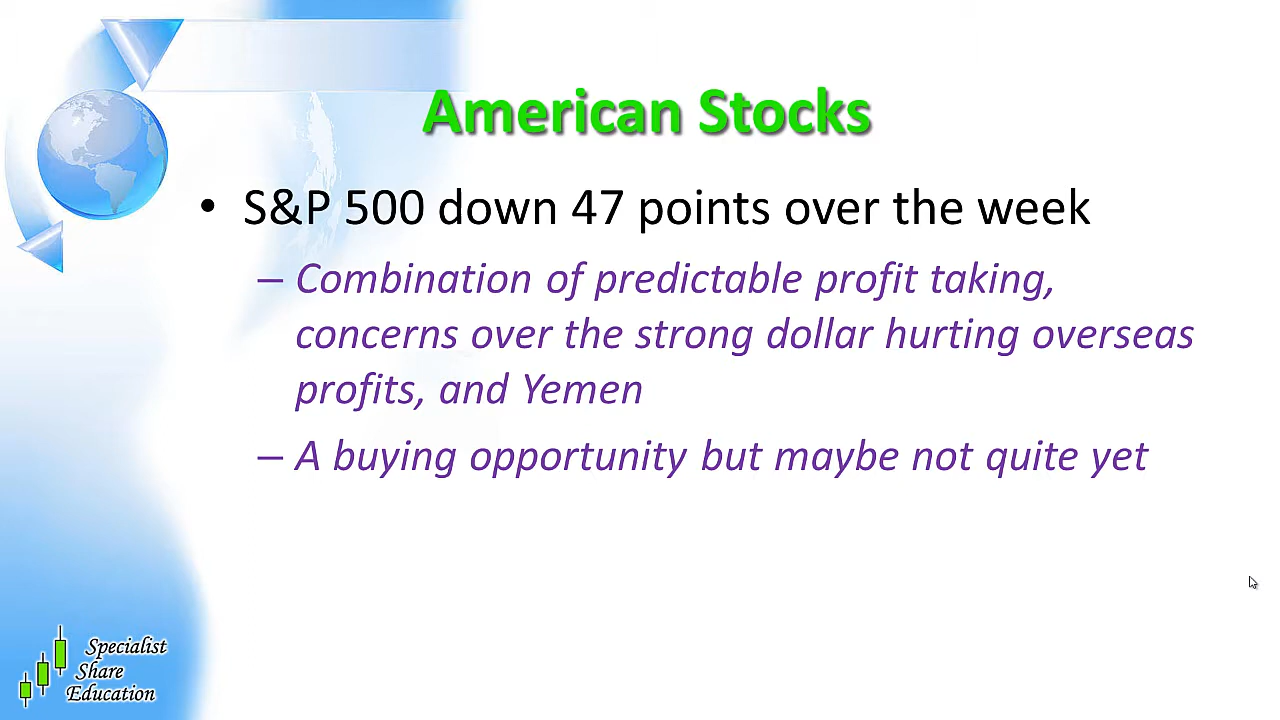 American Stocks
• S&P 500 down 47 points over the week
– Combination of predictable profit taking,
concerns over the strong dollar hurting overseas
profits, and Yemen
– A buying opportunity but maybe not quite yet
Specialist
Share
Education